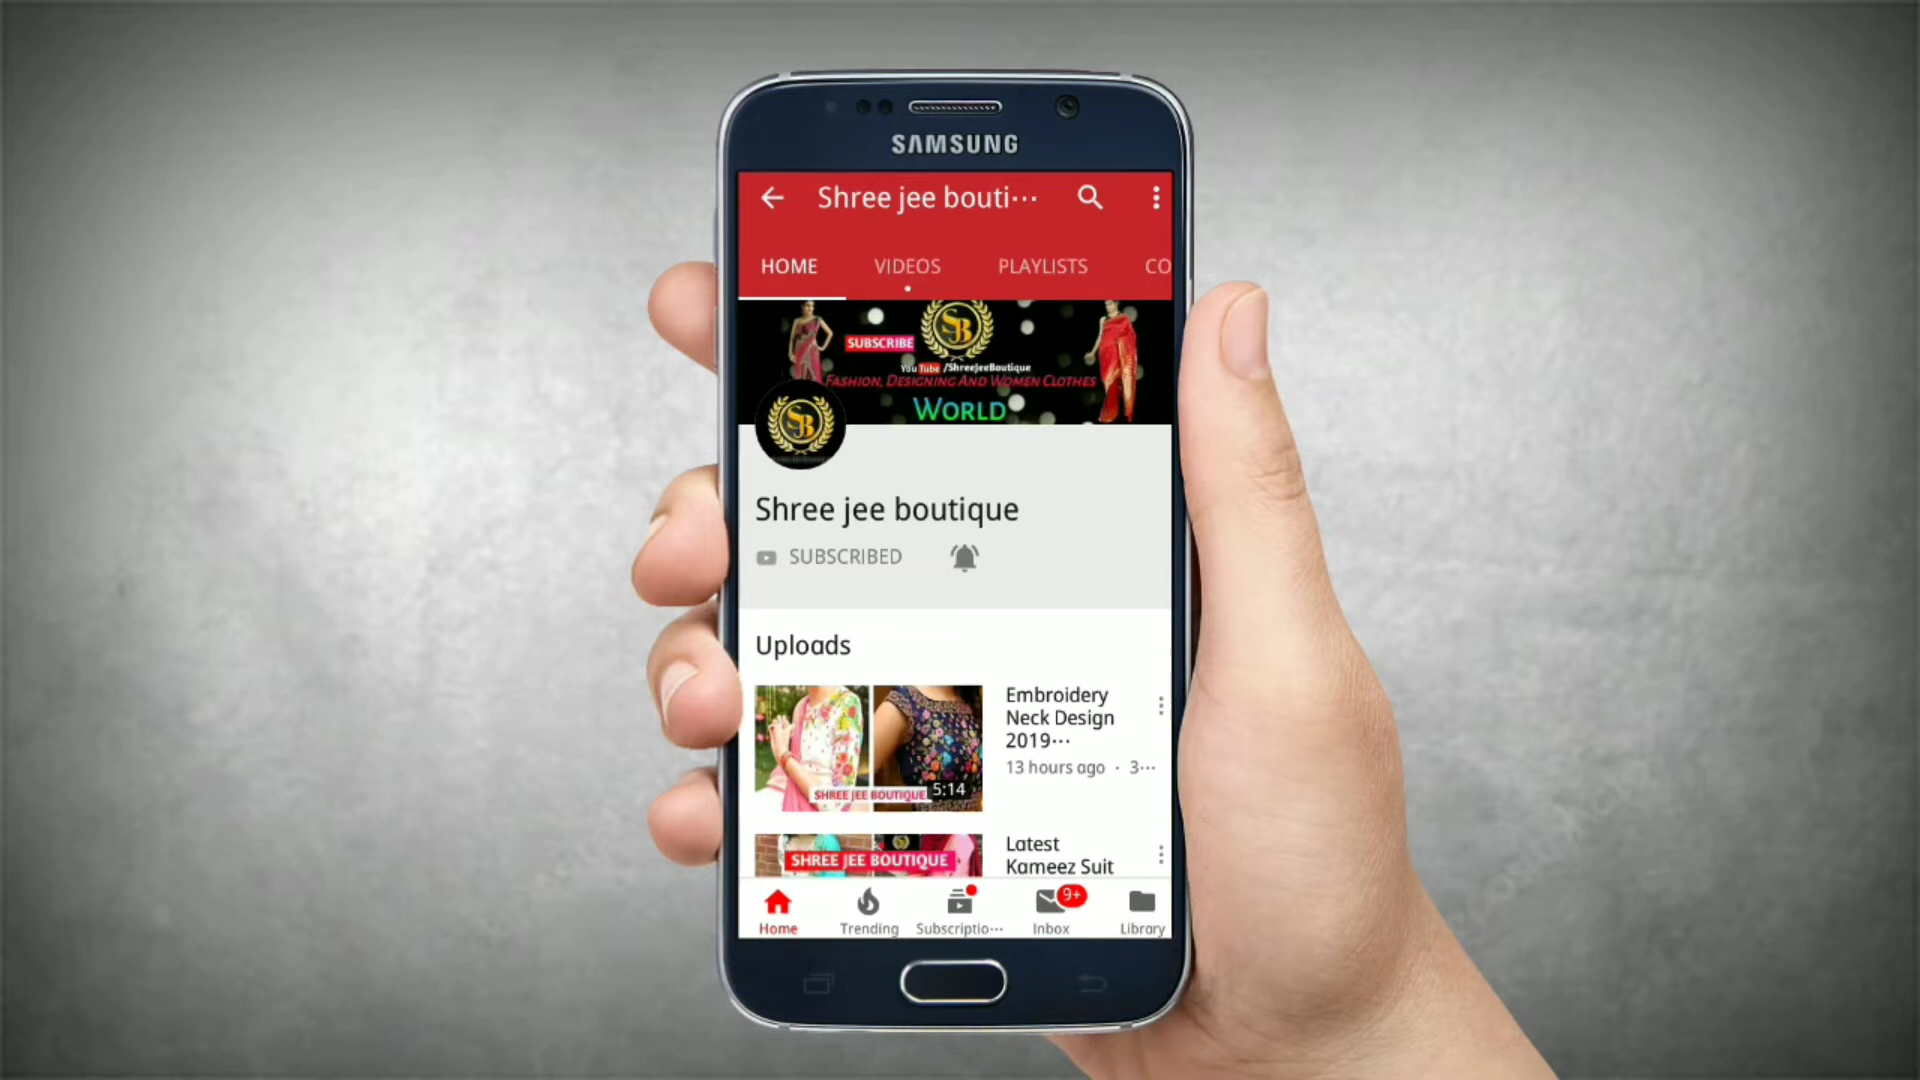 SAMSUNG
Shree jee bouti···
HOME VIDEOS PLAYLISTS CO
SB
SUBSCRIBE
You Tube /ShreeJeeBoutique
FASHION, DESIGNING AND WOMEN CLOTHES
WORLD
SB
Shree jee boutique
SUBSCRIBED
Uploads
Embroidery
Neck Design
2019···
13 hours ago · 3···
SHREE JEE BOUTIQUE 5:14
Latest
Kameez Suit
SHREE JEE BOUTIQUE
9+
Home Trending Subscriptio··· Inbox Library